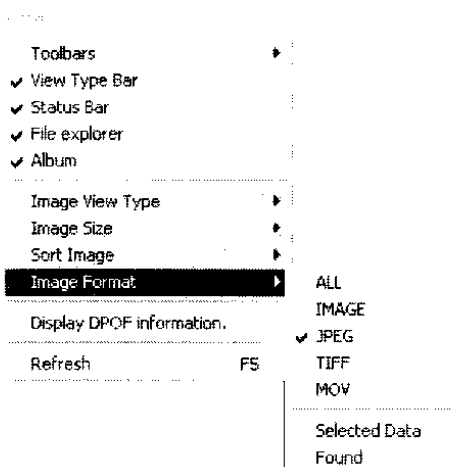 Toolbars
View Type Bar
Status Bar
File explorer
Album
Image View Type
Image Size
Sort Image
Image Format
Display DPOF information.
Refresh F5
ALL
IMAGE
JPEG
TIFF
MOV
Selected Data
Found